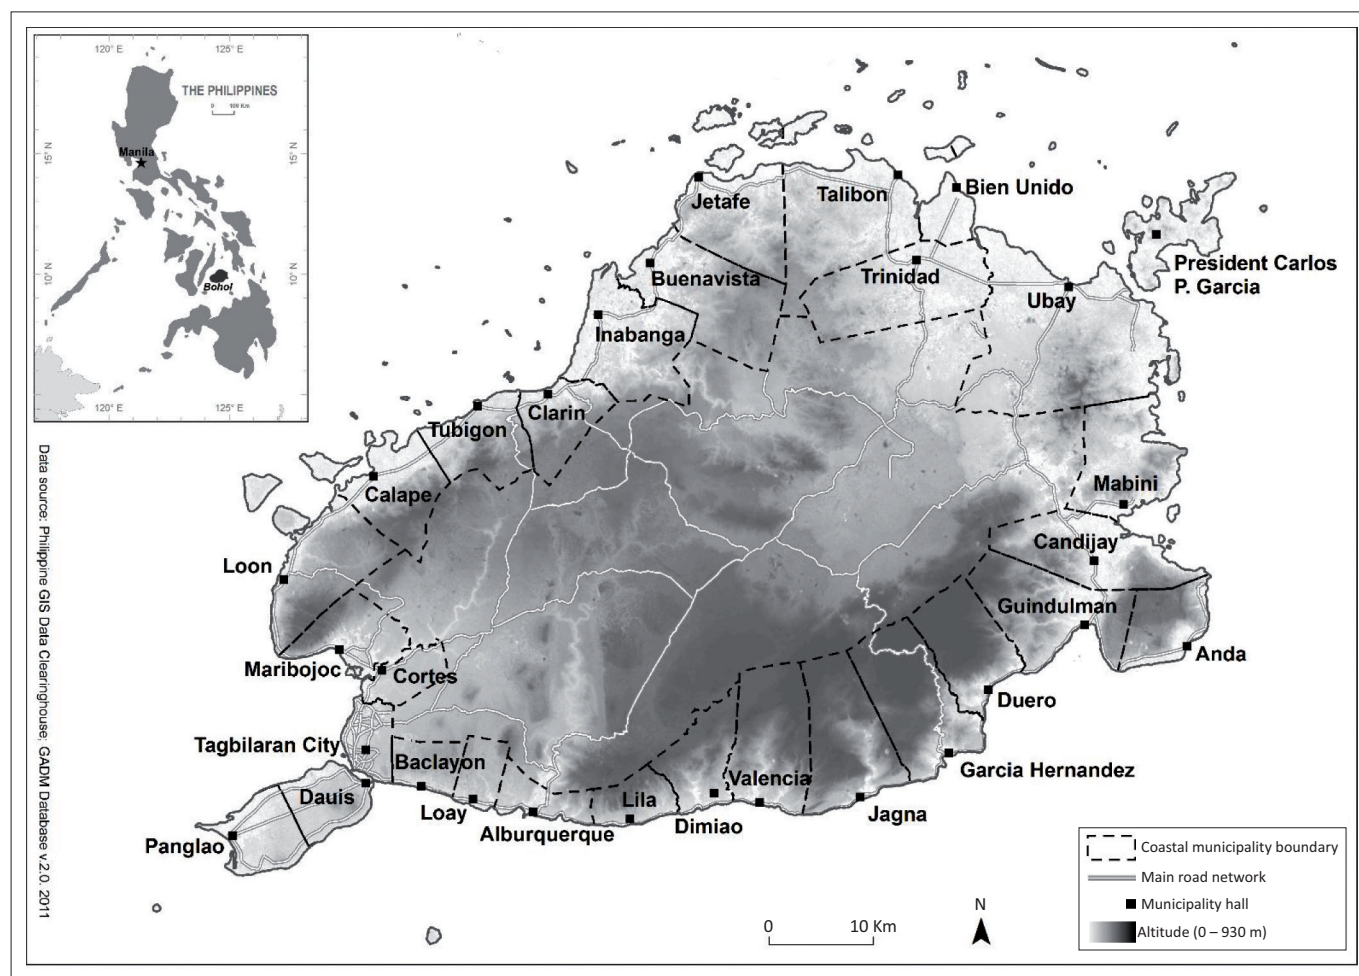 120° E
125° E
THE PHILIPPINES
0 100 Km
Manila
15° N
15° N
10° N
10° N
Bohol
120° E
125° E
Jetafe
Talibon
Bien Unido
President Carlos
P. Garcia
Buenavista
Trinidad
Ubay
Inabanga
Clarin
Tubigon
Calape
Mabini
Candijay
Loon
Guindulman
Anda
Maribojoc
Cortes
Duero
Tagbilaran City
Baclayon
Garcia Hernandez
Valencia
Dauis
Lila
Loay
Jagna
Dimiao
Alburquerque
Panglao
Data source: Philippine GIS Data Clearinghouse; GADM Database v.2.0. 2011
0 10 Km
N
Coastal municipality boundary
Main road network
Municipality hall
Altitude (0 – 930 m)